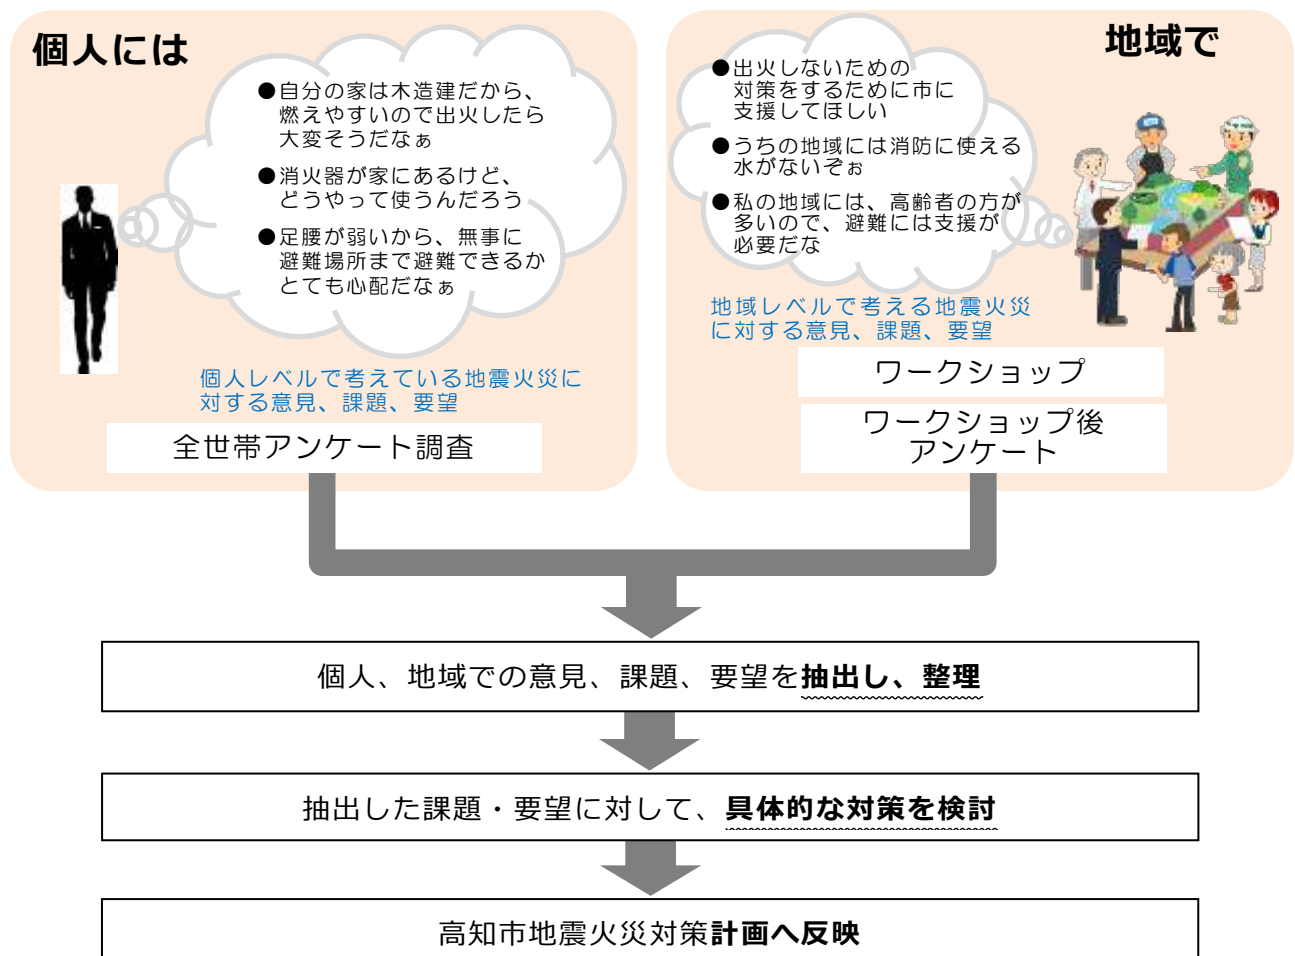 個人には
●自分の家は木造建だから、
燃えやすいので出火したら
大変そうだなぁ
●消火器が家にあるけど、
どうやって使うんだろう
●足腰が弱いから、無事に
避難場所まで避難できるか
とても心配だなぁ
個人レベルで考えている地震火災に
対する意見、課題、要望
全世帯アンケート調査
地域で
●出火しないための
対策をするために市に
支援してほしい
●うちの地域には消防に使える
水がないぞぉ
●私の地域には、高齢者の方が
多いので、避難には支援が
必要だな
地域レベルで考える地震火災
に対する意見、課題、要望
ワークショップ
ワークショップ後
アンケート
個人、地域での意見、課題、要望を抽出し、整理
抽出した課題・要望に対して、具体的な対策を検討
高知市地震火災対策計画へ反映